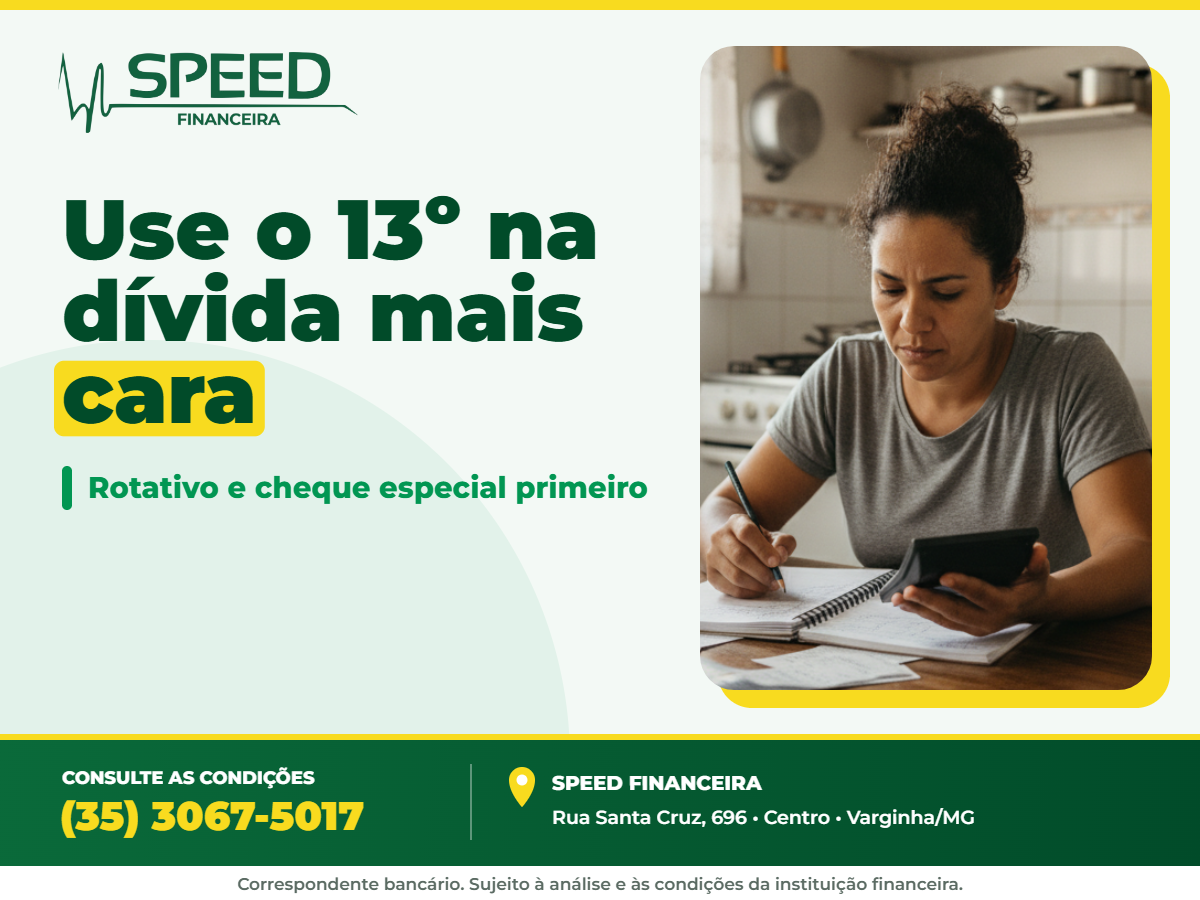 SPEED
FINANCEIRA
Use o 13º na
dívida mais
cara
Rotativo e cheque especial primeiro
CONSULTE AS CONDIÇÕES
(35) 3067-5017
SPEED FINANCEIRA
Rua Santa Cruz, 696 • Centro • Varginha/MG
Correspondente bancário. Sujeito à análise e às condições da instituição financeira.